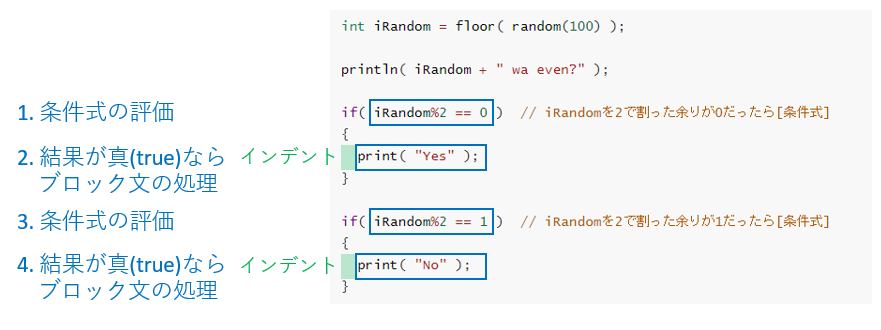 int iRandom = floor( random(100) );
println( iRandom + " wa even?" );
1. 条件式の評価
if( iRandom%2 == 0 ) // iRandomを2で割った余りが0だったら[条件式]
{
2. 結果が真(true)なら
ブロック文の処理
インデント
print( "Yes" );
}
3. 条件式の評価
if( iRandom%2 == 1 ) // iRandomを2で割った余りが1だったら[条件式]
{
4. 結果が真(true)なら
ブロック文の処理
インデント
print( "No" );
}